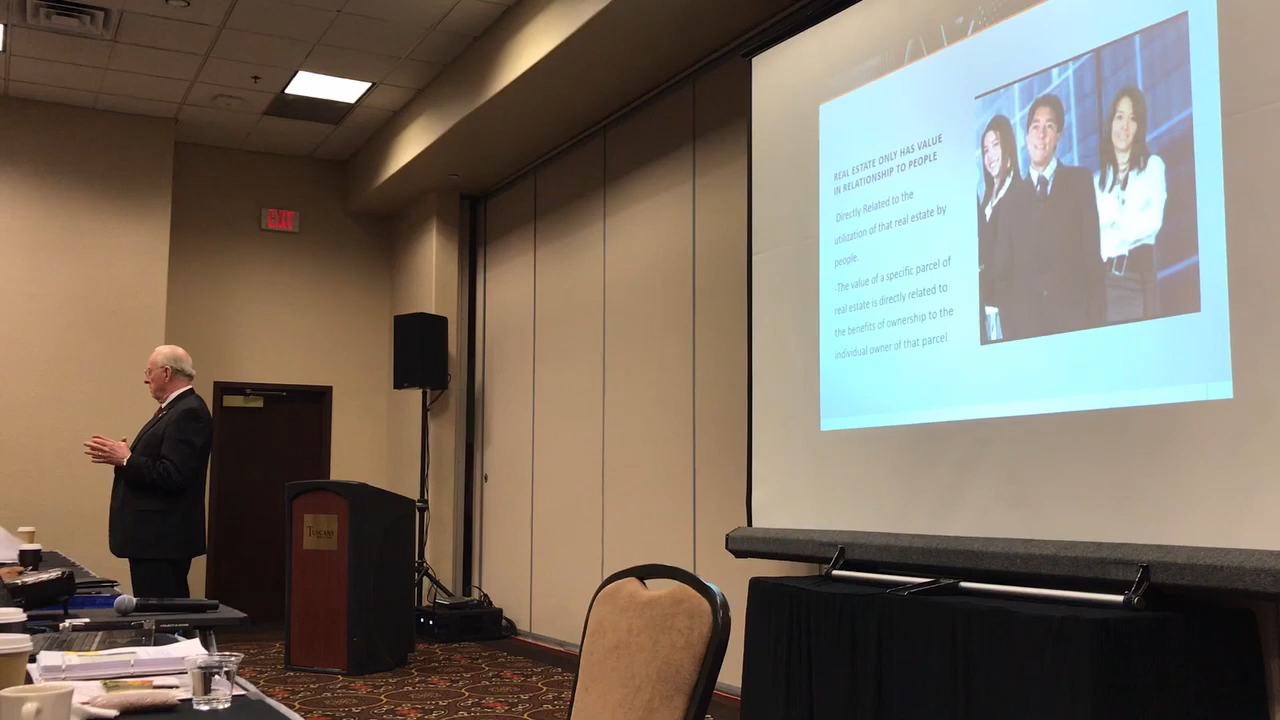 EXIT
REAL ESTATE ONLY HAS VALUE
IN RELATIONSHIP TO PEOPLE
-Directly Related to the
utilization of that real estate by
people.
-The value of a specific parcel of
real estate is directly related to
the benefits of ownership to the
individual owner of that parcel
TUSCANY